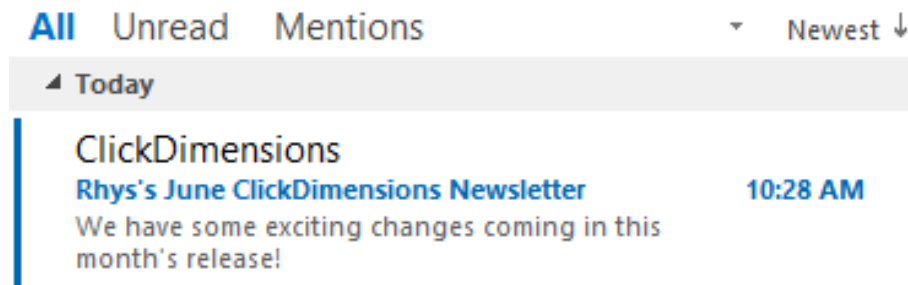 All Unread Mentions Newest ↓
Today
ClickDimensions
Rhys's June ClickDimensions Newsletter 10:28 AM
We have some exciting changes coming in this
month's release!